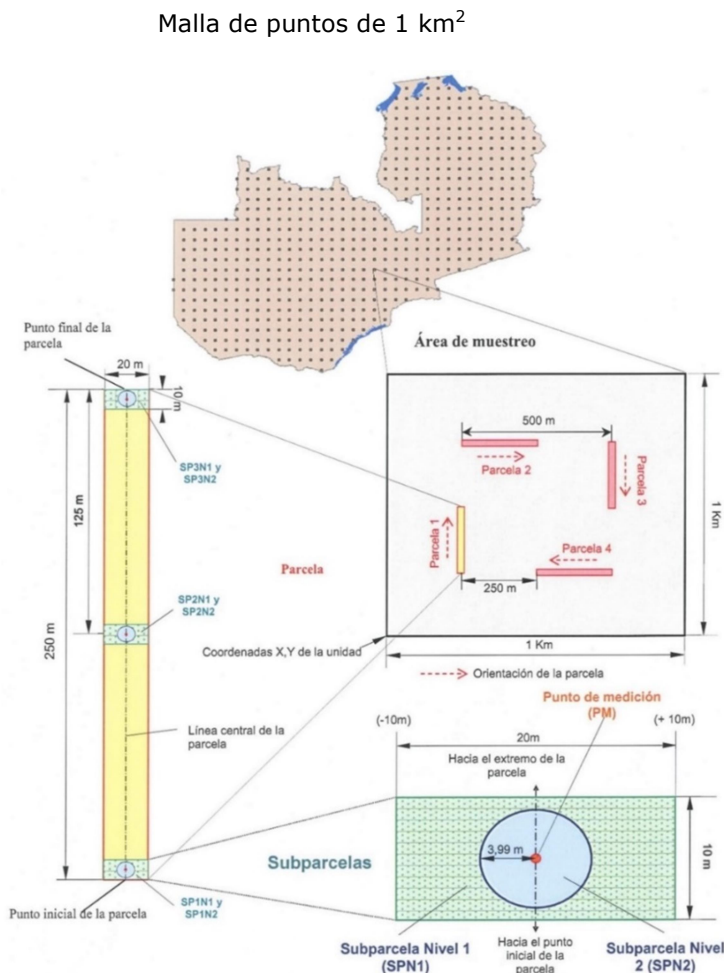 Malla de puntos de 1 km²
Punto final de la
parcela
20 m
10 m
SP3N1 y
SP3N2
125 m
250 m
SP2N1 y
SP2N2
Línea central de la
parcela
SP1N1 y
SP1N2
Punto inicial de la parcela
Parcela
Área de muestreo
500 m
Parcela 2
Parcela 3
Parcela 1
Parcela 4
250 m
1 Km
1 Km
Coordenadas X,Y de la unidad
Orientación de la parcela
Punto de medición
(PM)
(-10m)
(+ 10m)
20m
Hacia el extremo de la
parcela
3,99 m
10 m
Subparcelas
Hacia el punto
inicial de la
parcela
Subparcela Nivel 1
(SPN1)
Subparcela Nivel
2 (SPN2)